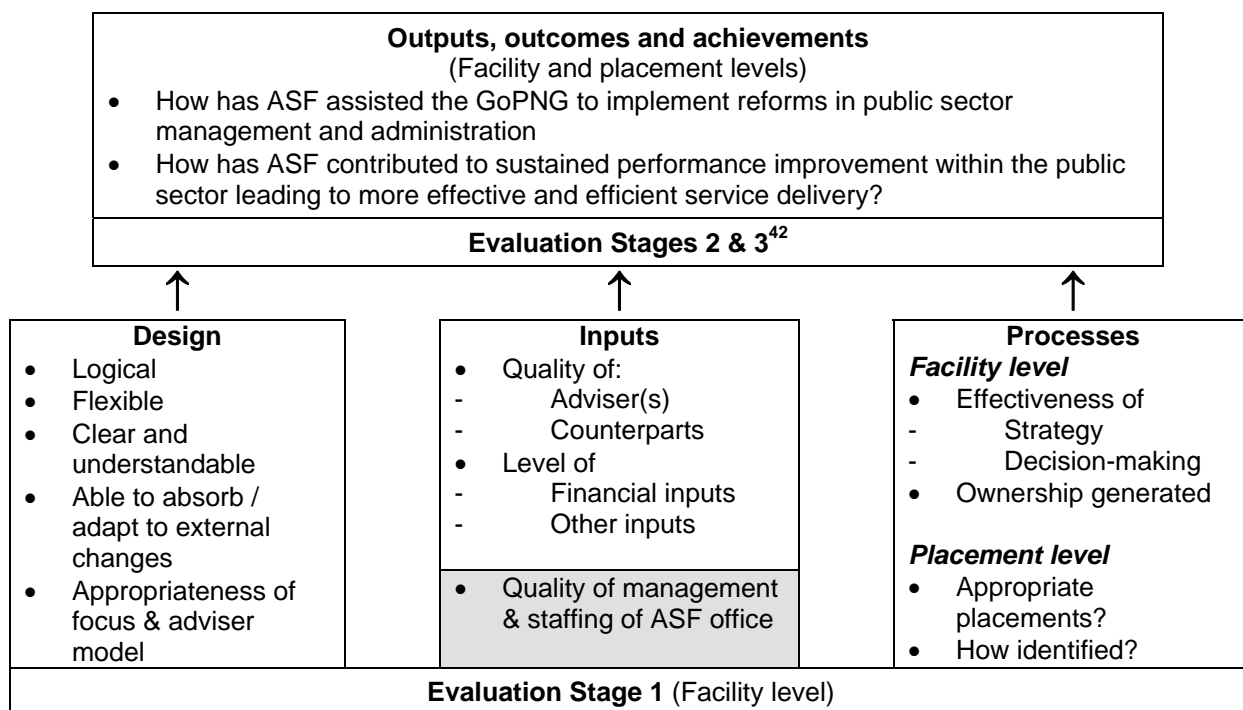 Outputs, outcomes and achievements
(Facility and placement levels)
• How has ASF assisted the GoPNG to implement reforms in public sector
management and administration
• How has ASF contributed to sustained performance improvement within the public
sector leading to more effective and efficient service delivery?
Evaluation Stages 2 & 3⁴²
Design
• Logical
• Flexible
• Clear and
understandable
• Able to absorb /
adapt to external
changes
• Appropriateness of
focus & adviser
model
Inputs
• Quality of:
- Adviser(s)
- Counterparts
• Level of
- Financial inputs
- Other inputs
• Quality of management
& staffing of ASF office
Processes
Facility level
• Effectiveness of
- Strategy
- Decision-making
• Ownership generated
Placement level
• Appropriate
placements?
• How identified?
Evaluation Stage 1 (Facility level)